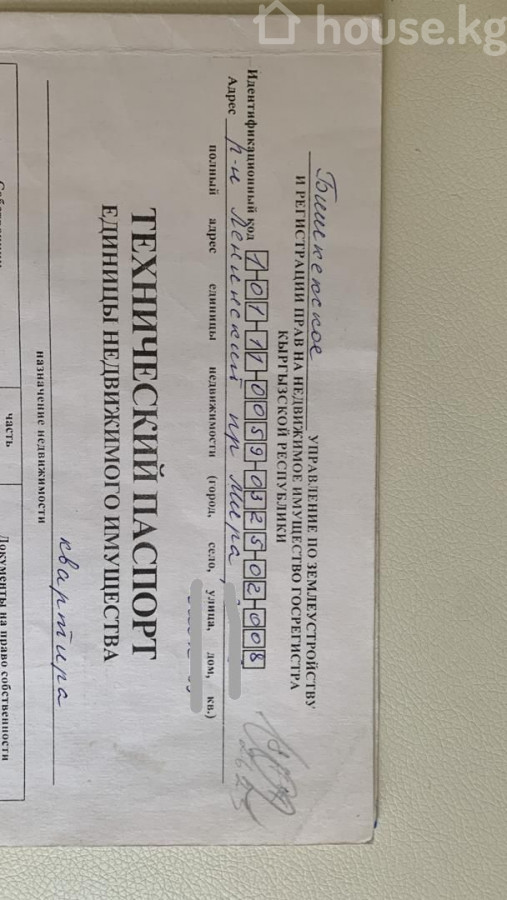 house.kg
Бишкекское УПРАВЛЕНИЕ ПО ЗЕМЛЕУСТРОЙСТВУ
И РЕГИСТРАЦИИ ПРАВ НА НЕДВИЖИМОЕ ИМУЩЕСТВО ГОСРЕГИСТРА
КЫРГЫЗСКОЙ РЕСПУБЛИКИ
Идентификационный код 1-01-11-0059-0325-02-008
Адрес р-н Ленинский пр Мира,
полный адрес единицы недвижимости (город, село, улица, дом, кв.)
ТЕХНИЧЕСКИЙ ПАСПОРТ
ЕДИНИЦЫ НЕДВИЖИМОГО ИМУЩЕСТВА
квартира
назначение недвижимости
часть
Документы на право собственности